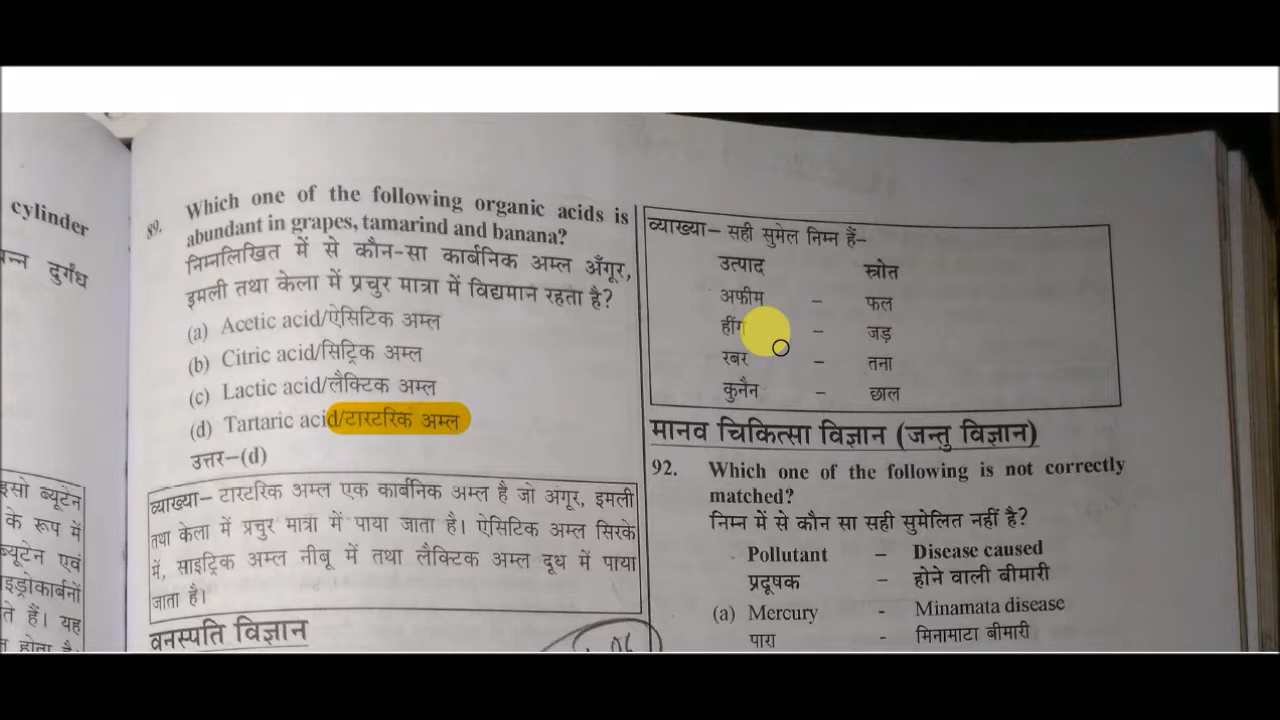 cylinder
दुर्गंध
इसो ब्यूटेन
के रूप में
ब्यूटेन एवं
इड्रोकार्बनों
ते हैं। यह
89. Which one of the following organic acids is
abundant in grapes, tamarind and banana?
निम्नलिखित में से कौन-सा कार्बनिक अम्ल अँगूर,
इमली तथा केला में प्रचुर मात्रा में विद्यमान रहता है?
(a) Acetic acid/ऐसिटिक अम्ल
(b) Citric acid/सिट्रिक अम्ल
(c) Lactic acid/लैक्टिक अम्ल
(d) Tartaric acid/टारटरिक अम्ल
उत्तर–(d)
व्याख्या– टारटरिक अम्ल एक कार्बनिक अम्ल है जो अंगूर, इमली
तथा केला में प्रचुर मात्रा में पाया जाता है। ऐसिटिक अम्ल सिरके
में, साइट्रिक अम्ल नीबू में तथा लैक्टिक अम्ल दूध में पाया
जाता है।
वनस्पति विज्ञान
व्याख्या– सही सुमेल निम्न हैं–
उत्पाद स्रोत
अफीम – फल
हींग – जड़
रबर – तना
कुनैन – छाल
मानव चिकित्सा विज्ञान (जन्तु विज्ञान)
92. Which one of the following is not correctly
matched?
निम्न में से कौन सा सही सुमेलित नहीं है?
Pollutant – Disease caused
प्रदूषक – होने वाली बीमारी
(a) Mercury - Minamata disease
पारा - मिनामाटा बीमारी